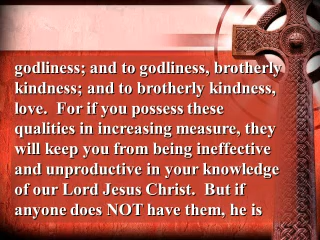 godliness; and to godliness, brotherly
kindness; and to brotherly kindness,
love.  For if you possess these
qualities in increasing measure, they
will keep you from being ineffective
and unproductive in your knowledge
of our Lord Jesus Christ.  But if
anyone does NOT have them, he is